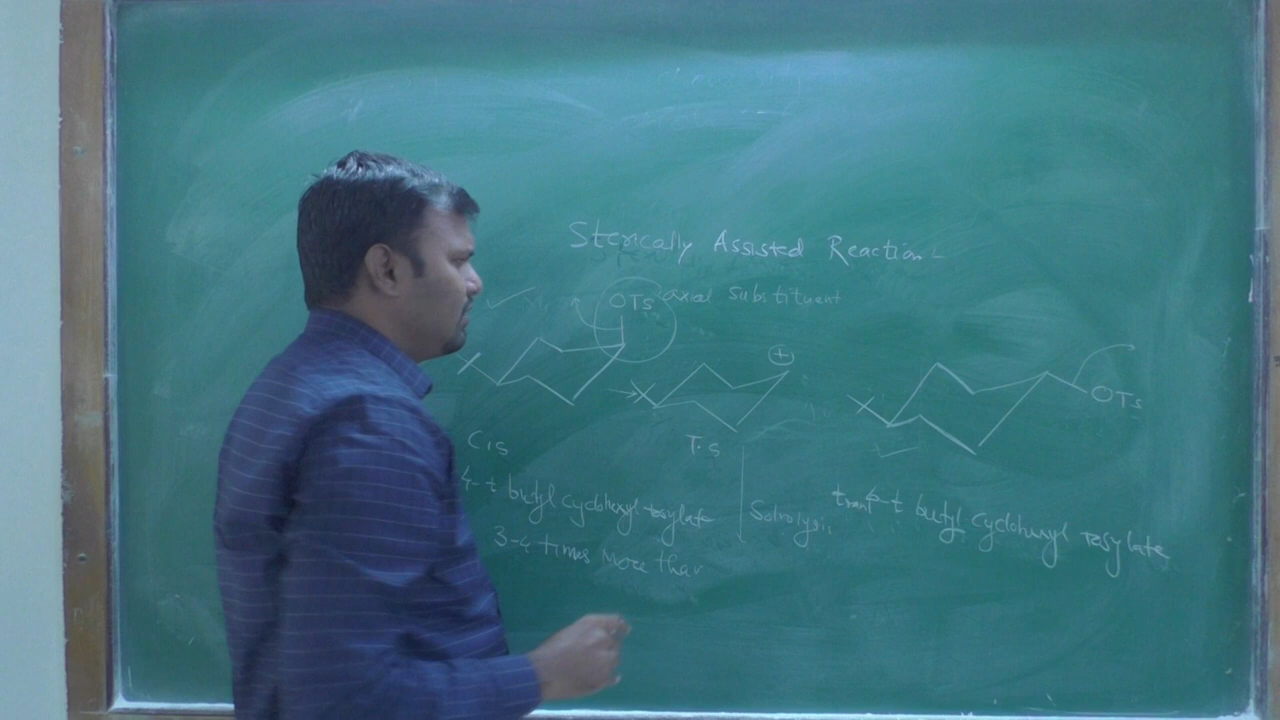 Sterically Assisted Reaction
OTs axial substituent
+
OTs
Cis
T.S
4-t butyl cyclohexyl tosylate
Solvolysis
trans 4-t butyl cyclohexyl tosylate
3-4 times more than